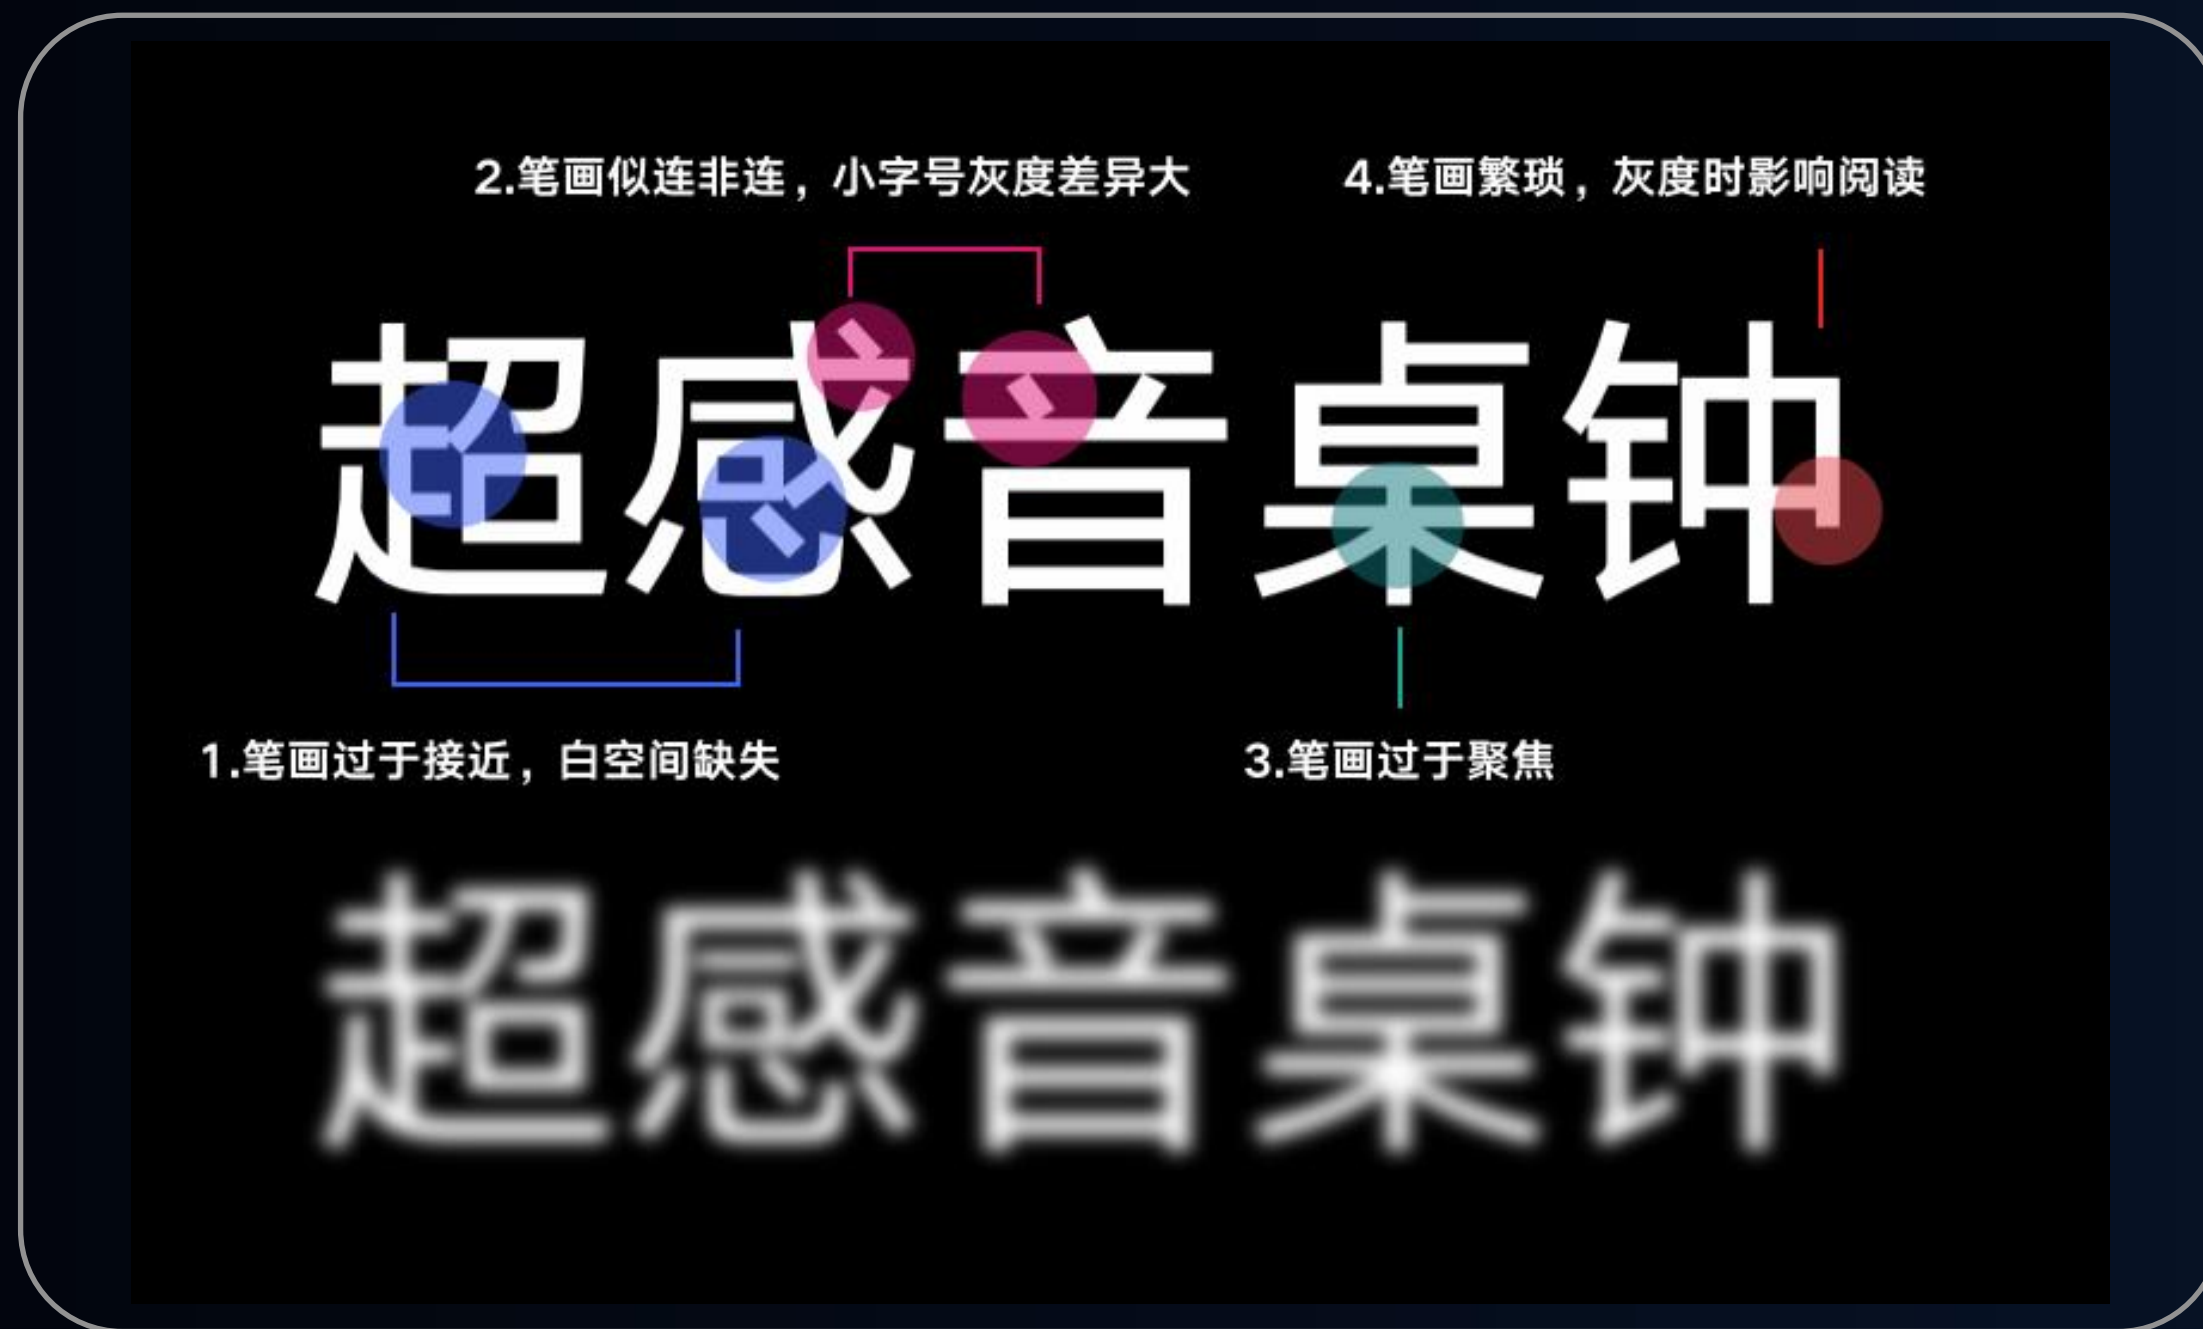 2.笔画似连非连，小字号灰度差异大
4.笔画繁琐，灰度时影响阅读
超感音桌钟
1.笔画过于接近，白空间缺失
3.笔画过于聚焦
超感音桌钟